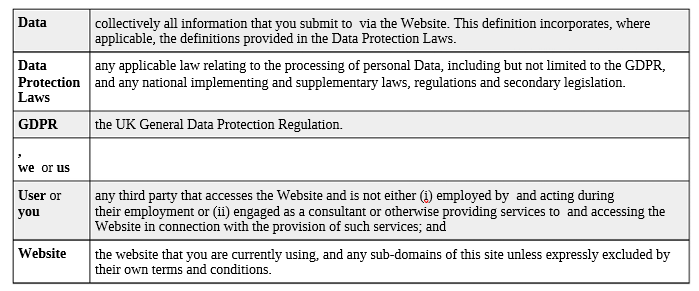 Data collectively all information that you submit to  via the Website. This definition incorporates, where
applicable, the definitions provided in the Data Protection Laws.
Data any applicable law relating to the processing of personal Data, including but not limited to the GDPR,
Protection and any national implementing and supplementary laws, regulations and secondary legislation.
Laws
GDPR the UK General Data Protection Regulation.
,
we  or us
User or any third party that accesses the Website and is not either (i) employed by  and acting during
you their employment or (ii) engaged as a consultant or otherwise providing services to  and accessing the
Website in connection with the provision of such services; and
Website the website that you are currently using, and any sub-domains of this site unless expressly excluded by
their own terms and conditions.